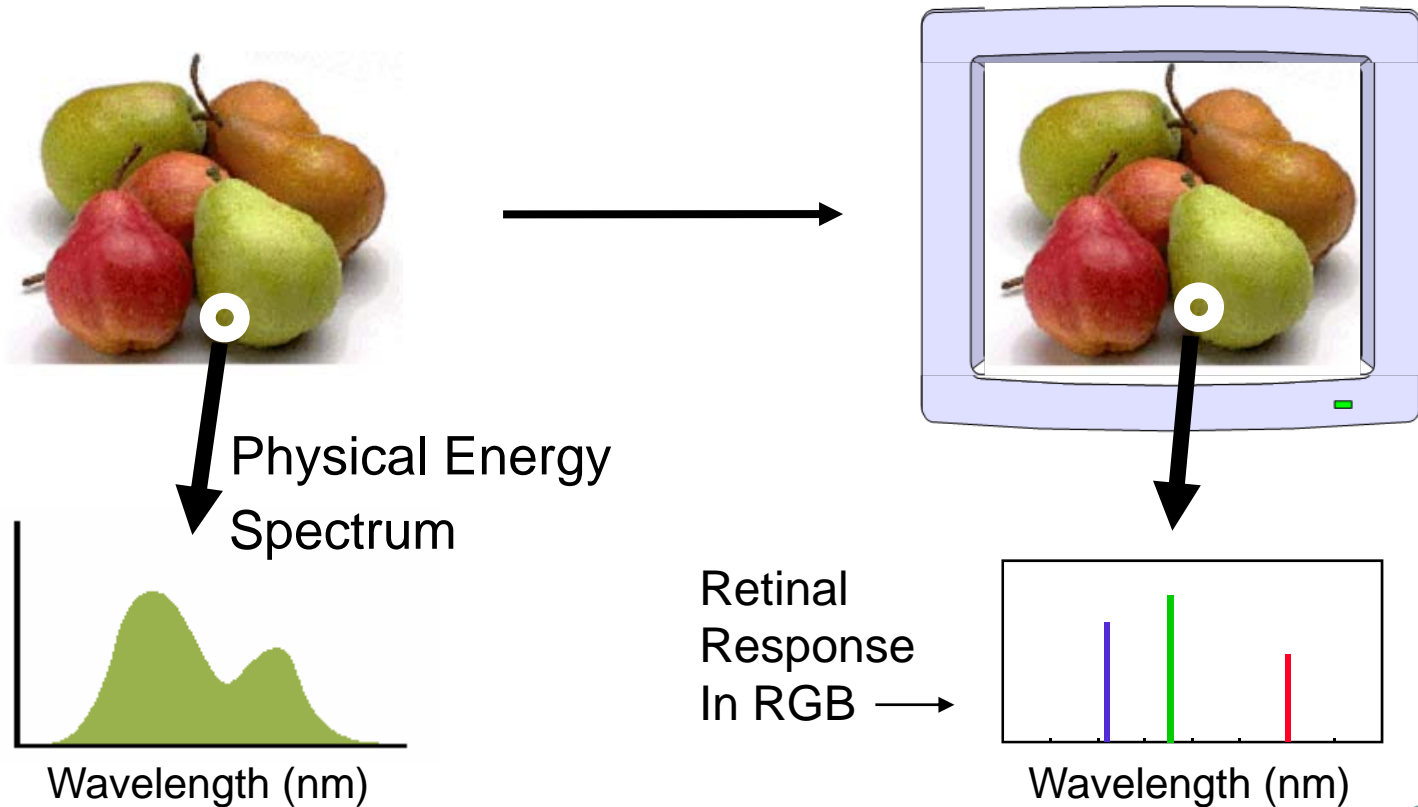 Physical Energy
Spectrum
Wavelength (nm)
Retinal
Response
In RGB
Wavelength (nm)